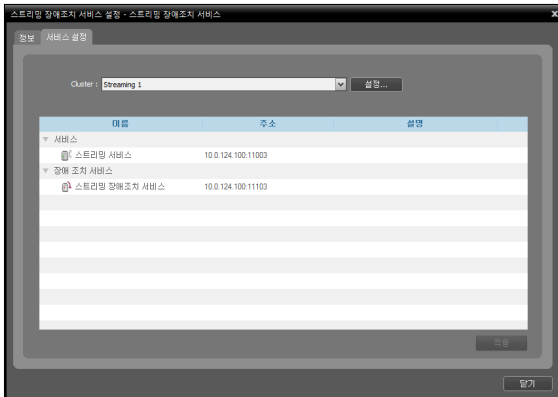 스트리밍 장애조치 서비스 설정 - 스트리밍 장애조치 서비스
x
정보 서비스 설정
Cluster : Streaming 1 설정...
이름 주소 설명
서비스
스트리밍 서비스 10.0.124.100:11003
장애 조치 서비스
스트리밍 장애조치 서비스 10.0.124.100:11103
적용
닫기